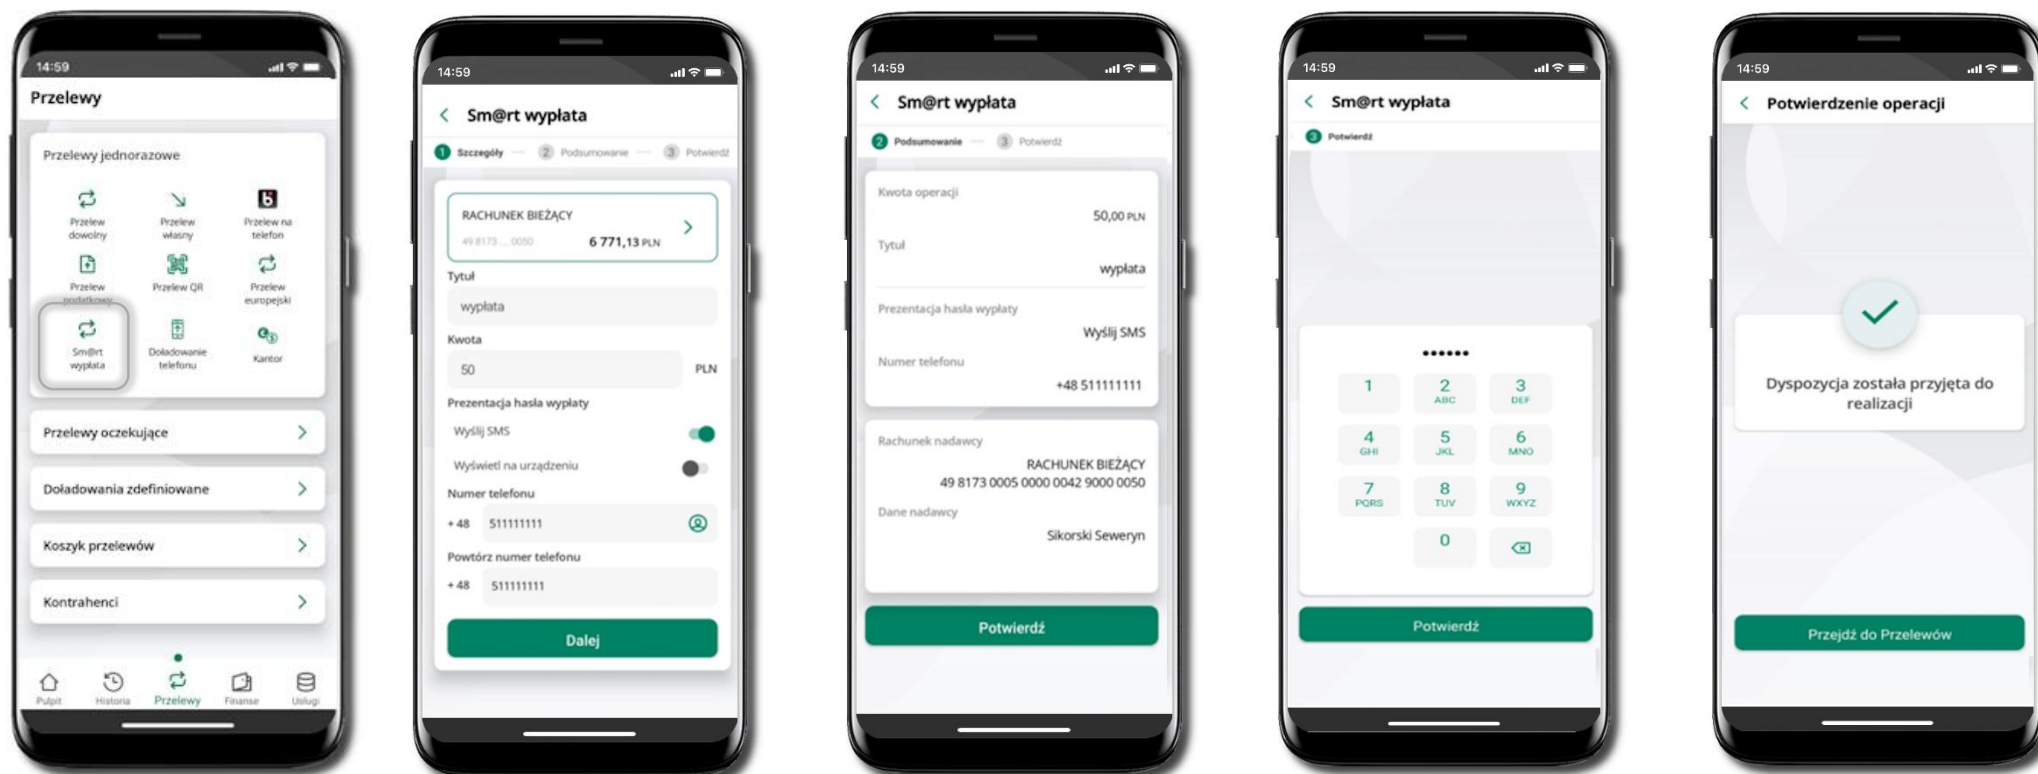 14:59
Przelewy
Przelewy jednorazowe
Przelew dowolny
Przelew własny
Przelew na telefon
Przelew podatkowy
Przelew QR
Przelew europejski
Sm@rt wypłata
Doładowanie telefonu
Kantor
Przelewy oczekujące
Doładowania zdefiniowane
Koszyk przelewów
Kontrahenci
Pulpit
Historia
Przelewy
Finanse
Usługi
14:59
Sm@rt wypłata
1 Szczegóły
2 Podsumowanie
3 Potwierdź
RACHUNEK BIEŻĄCY
49 8173 ... 0050 6 771,13 PLN
Tytuł
wypłata
Kwota
50 PLN
Prezentacja hasła wypłaty
Wyślij SMS
Wyświetl na urządzeniu
Numer telefonu
+ 48 511111111
Powtórz numer telefonu
+ 48 511111111
Dalej
14:59
Sm@rt wypłata
2 Podsumowanie
3 Potwierdź
Kwota operacji
50,00 PLN
Tytuł
wypłata
Prezentacja hasła wypłaty
Wyślij SMS
Numer telefonu
+48 511111111
Rachunek nadawcy
RACHUNEK BIEŻĄCY
49 8173 0005 0000 0042 9000 0050
Dane nadawcy
Sikorski Seweryn
Potwierdź
14:59
Sm@rt wypłata
3 Potwierdź
••••••
1
2 ABC
3 DEF
4 GHI
5 JKL
6 MNO
7 PQRS
8 TUV
9 WXYZ
0
Potwierdź
14:59
Potwierdzenie operacji
Dyspozycja została przyjęta do
realizacji
Przejdź do Przelewów